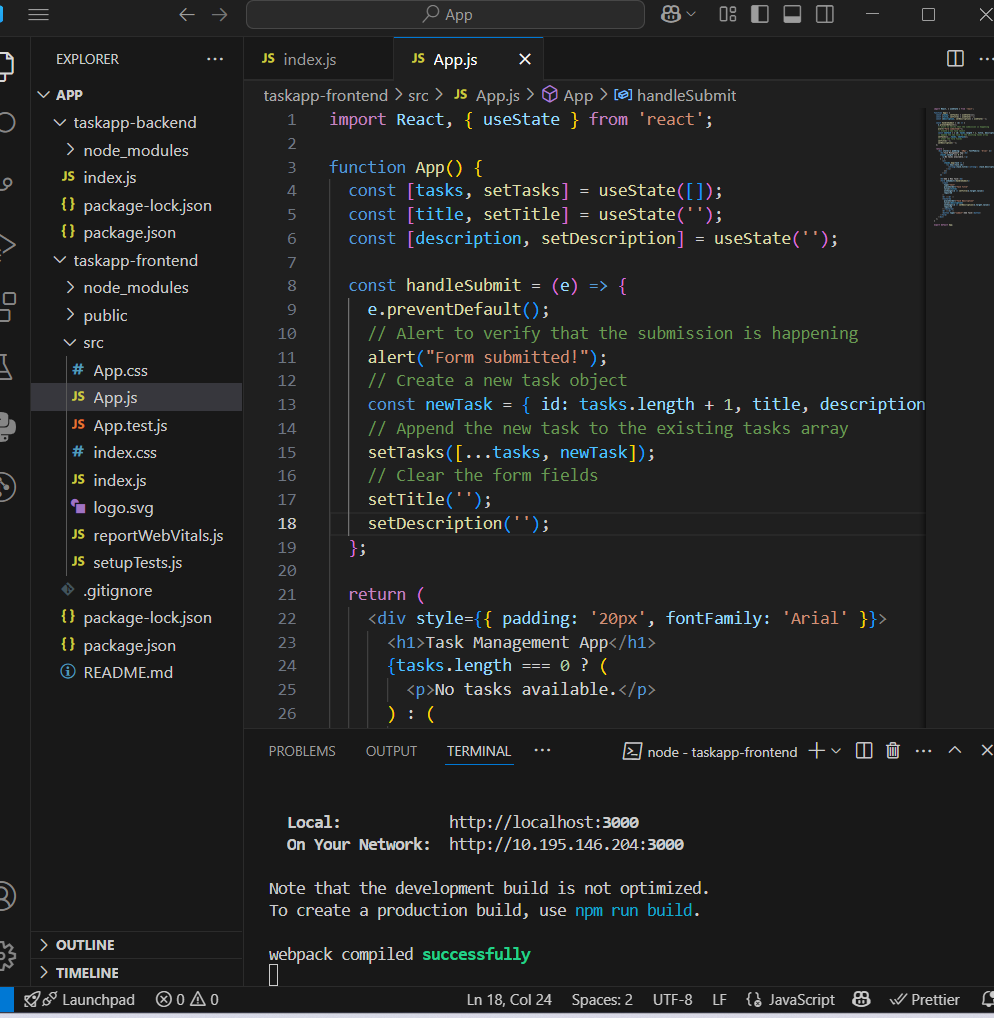 App
EXPLORER
APP
taskapp-backend
node_modules
JS index.js
{} package-lock.json
{} package.json
taskapp-frontend
node_modules
public
src
# App.css
JS App.js
JS App.test.js
# index.css
JS index.js
logo.svg
JS reportWebVitals.js
JS setupTests.js
.gitignore
{} package-lock.json
{} package.json
README.md
OUTLINE
TIMELINE
JS index.js
JS App.js
taskapp-frontend > src > JS App.js > App > handleSubmit
1 import React, { useState } from 'react';
2
3 function App() {
4 const [tasks, setTasks] = useState([]);
5 const [title, setTitle] = useState('');
6 const [description, setDescription] = useState('');
7
8 const handleSubmit = (e) => {
9 e.preventDefault();
10 // Alert to verify that the submission is happening
11 alert("Form submitted!");
12 // Create a new task object
13 const newTask = { id: tasks.length + 1, title, description
14 // Append the new task to the existing tasks array
15 setTasks([...tasks, newTask]);
16 // Clear the form fields
17 setTitle('');
18 setDescription('');
19 };
20
21 return (
22 <div style={{ padding: '20px', fontFamily: 'Arial' }}>
23 <h1>Task Management App</h1>
24 {tasks.length === 0 ? (
25 <p>No tasks available.</p>
26 ) : (
PROBLEMS OUTPUT TERMINAL ··· node - taskapp-frontend
Local: http://localhost:3000
On Your Network: http://10.195.146.204:3000
Note that the development build is not optimized.
To create a production build, use npm run build.
webpack compiled successfully
Launchpad 0 0 Ln 18, Col 24 Spaces: 2 UTF-8 LF {} JavaScript Prettier